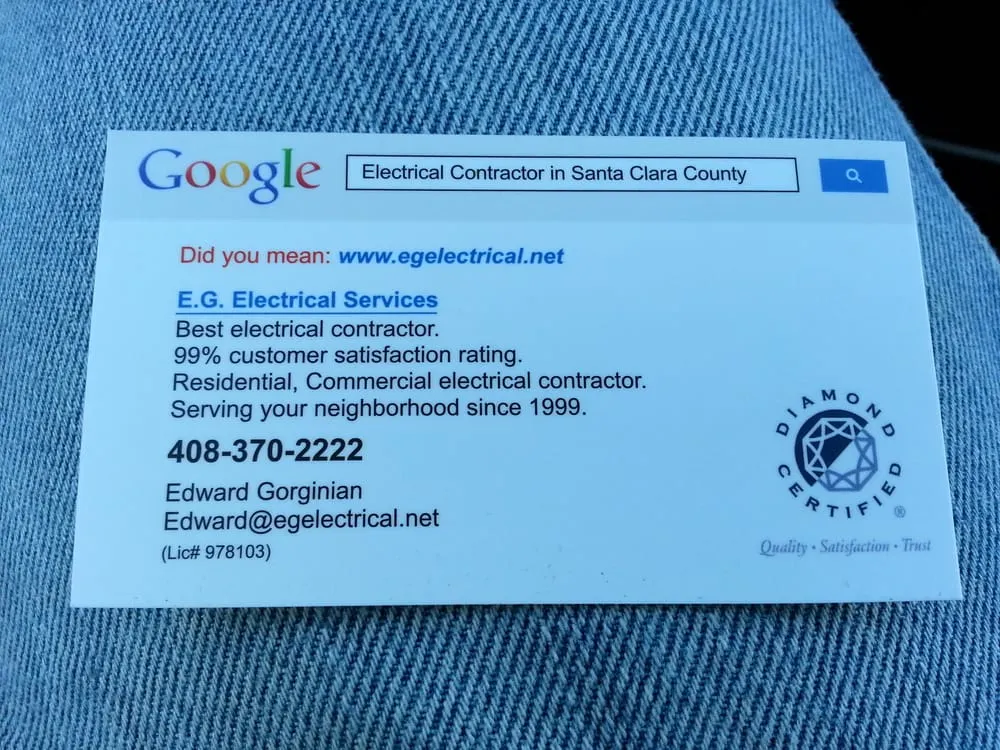 Google
Electrical Contractor in Santa Clara County
Did you mean: www.egelectrical.net
E.G. Electrical Services
Best electrical contractor.
99% customer satisfaction rating.
Residential, Commercial electrical contractor.
Serving your neighborhood since 1999.
408-370-2222
Edward Gorginian
Edward@egelectrical.net
(Lic# 978103)
DIAMOND
CERTIFIED®
Quality • Satisfaction • Trust